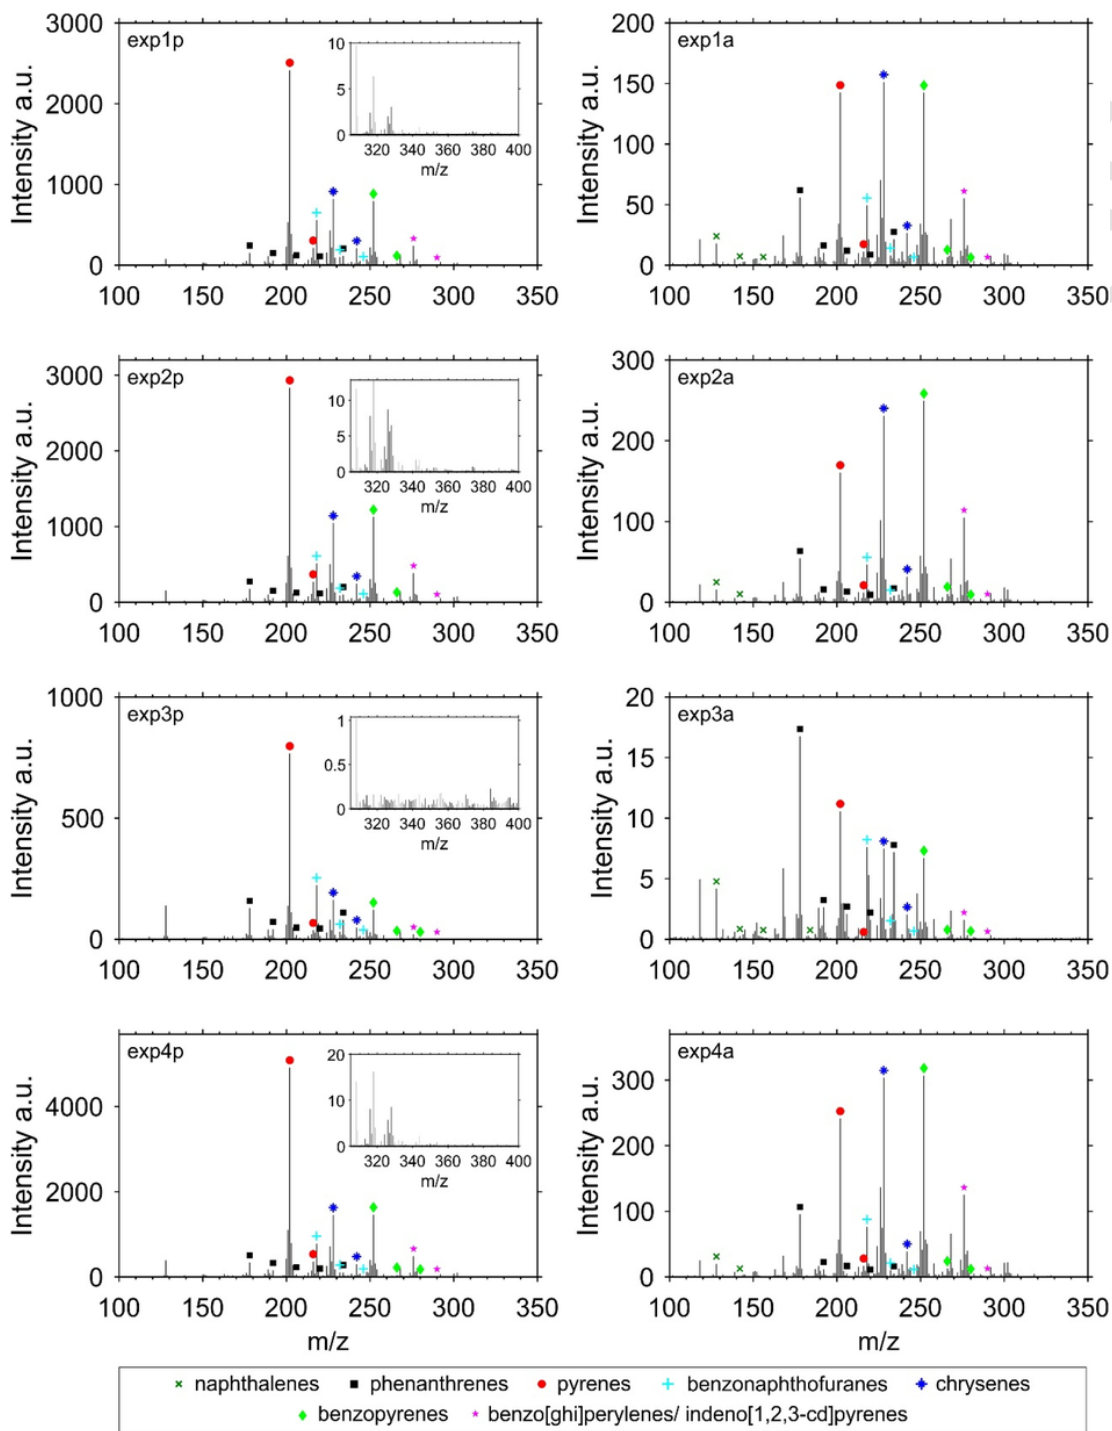 exp1p
Intensity a.u.
3000
2000
1000
0
100 150 200 250 300 350
10
5
0
320 340 360 380 400
m/z
exp1a
Intensity a.u.
200
150
100
50
0
100 150 200 250 300 350
exp2p
Intensity a.u.
3000
2000
1000
0
100 150 200 250 300 350
10
5
0
320 340 360 380 400
m/z
exp2a
Intensity a.u.
300
200
100
0
100 150 200 250 300 350
exp3p
Intensity a.u.
1000
500
0
100 150 200 250 300 350
1
0.5
0
320 340 360 380 400
m/z
exp3a
Intensity a.u.
20
15
10
5
0
100 150 200 250 300 350
exp4p
Intensity a.u.
4000
2000
0
100 150 200 250 300 350
m/z
20
10
0
320 340 360 380 400
m/z
exp4a
Intensity a.u.
300
200
100
0
100 150 200 250 300 350
m/z
naphthalenes phenanthrenes pyrenes benzonaphthofuranes chrysenes
benzopyrenes benzo[ghi]perylenes/ indeno[1,2,3-cd]pyrenes